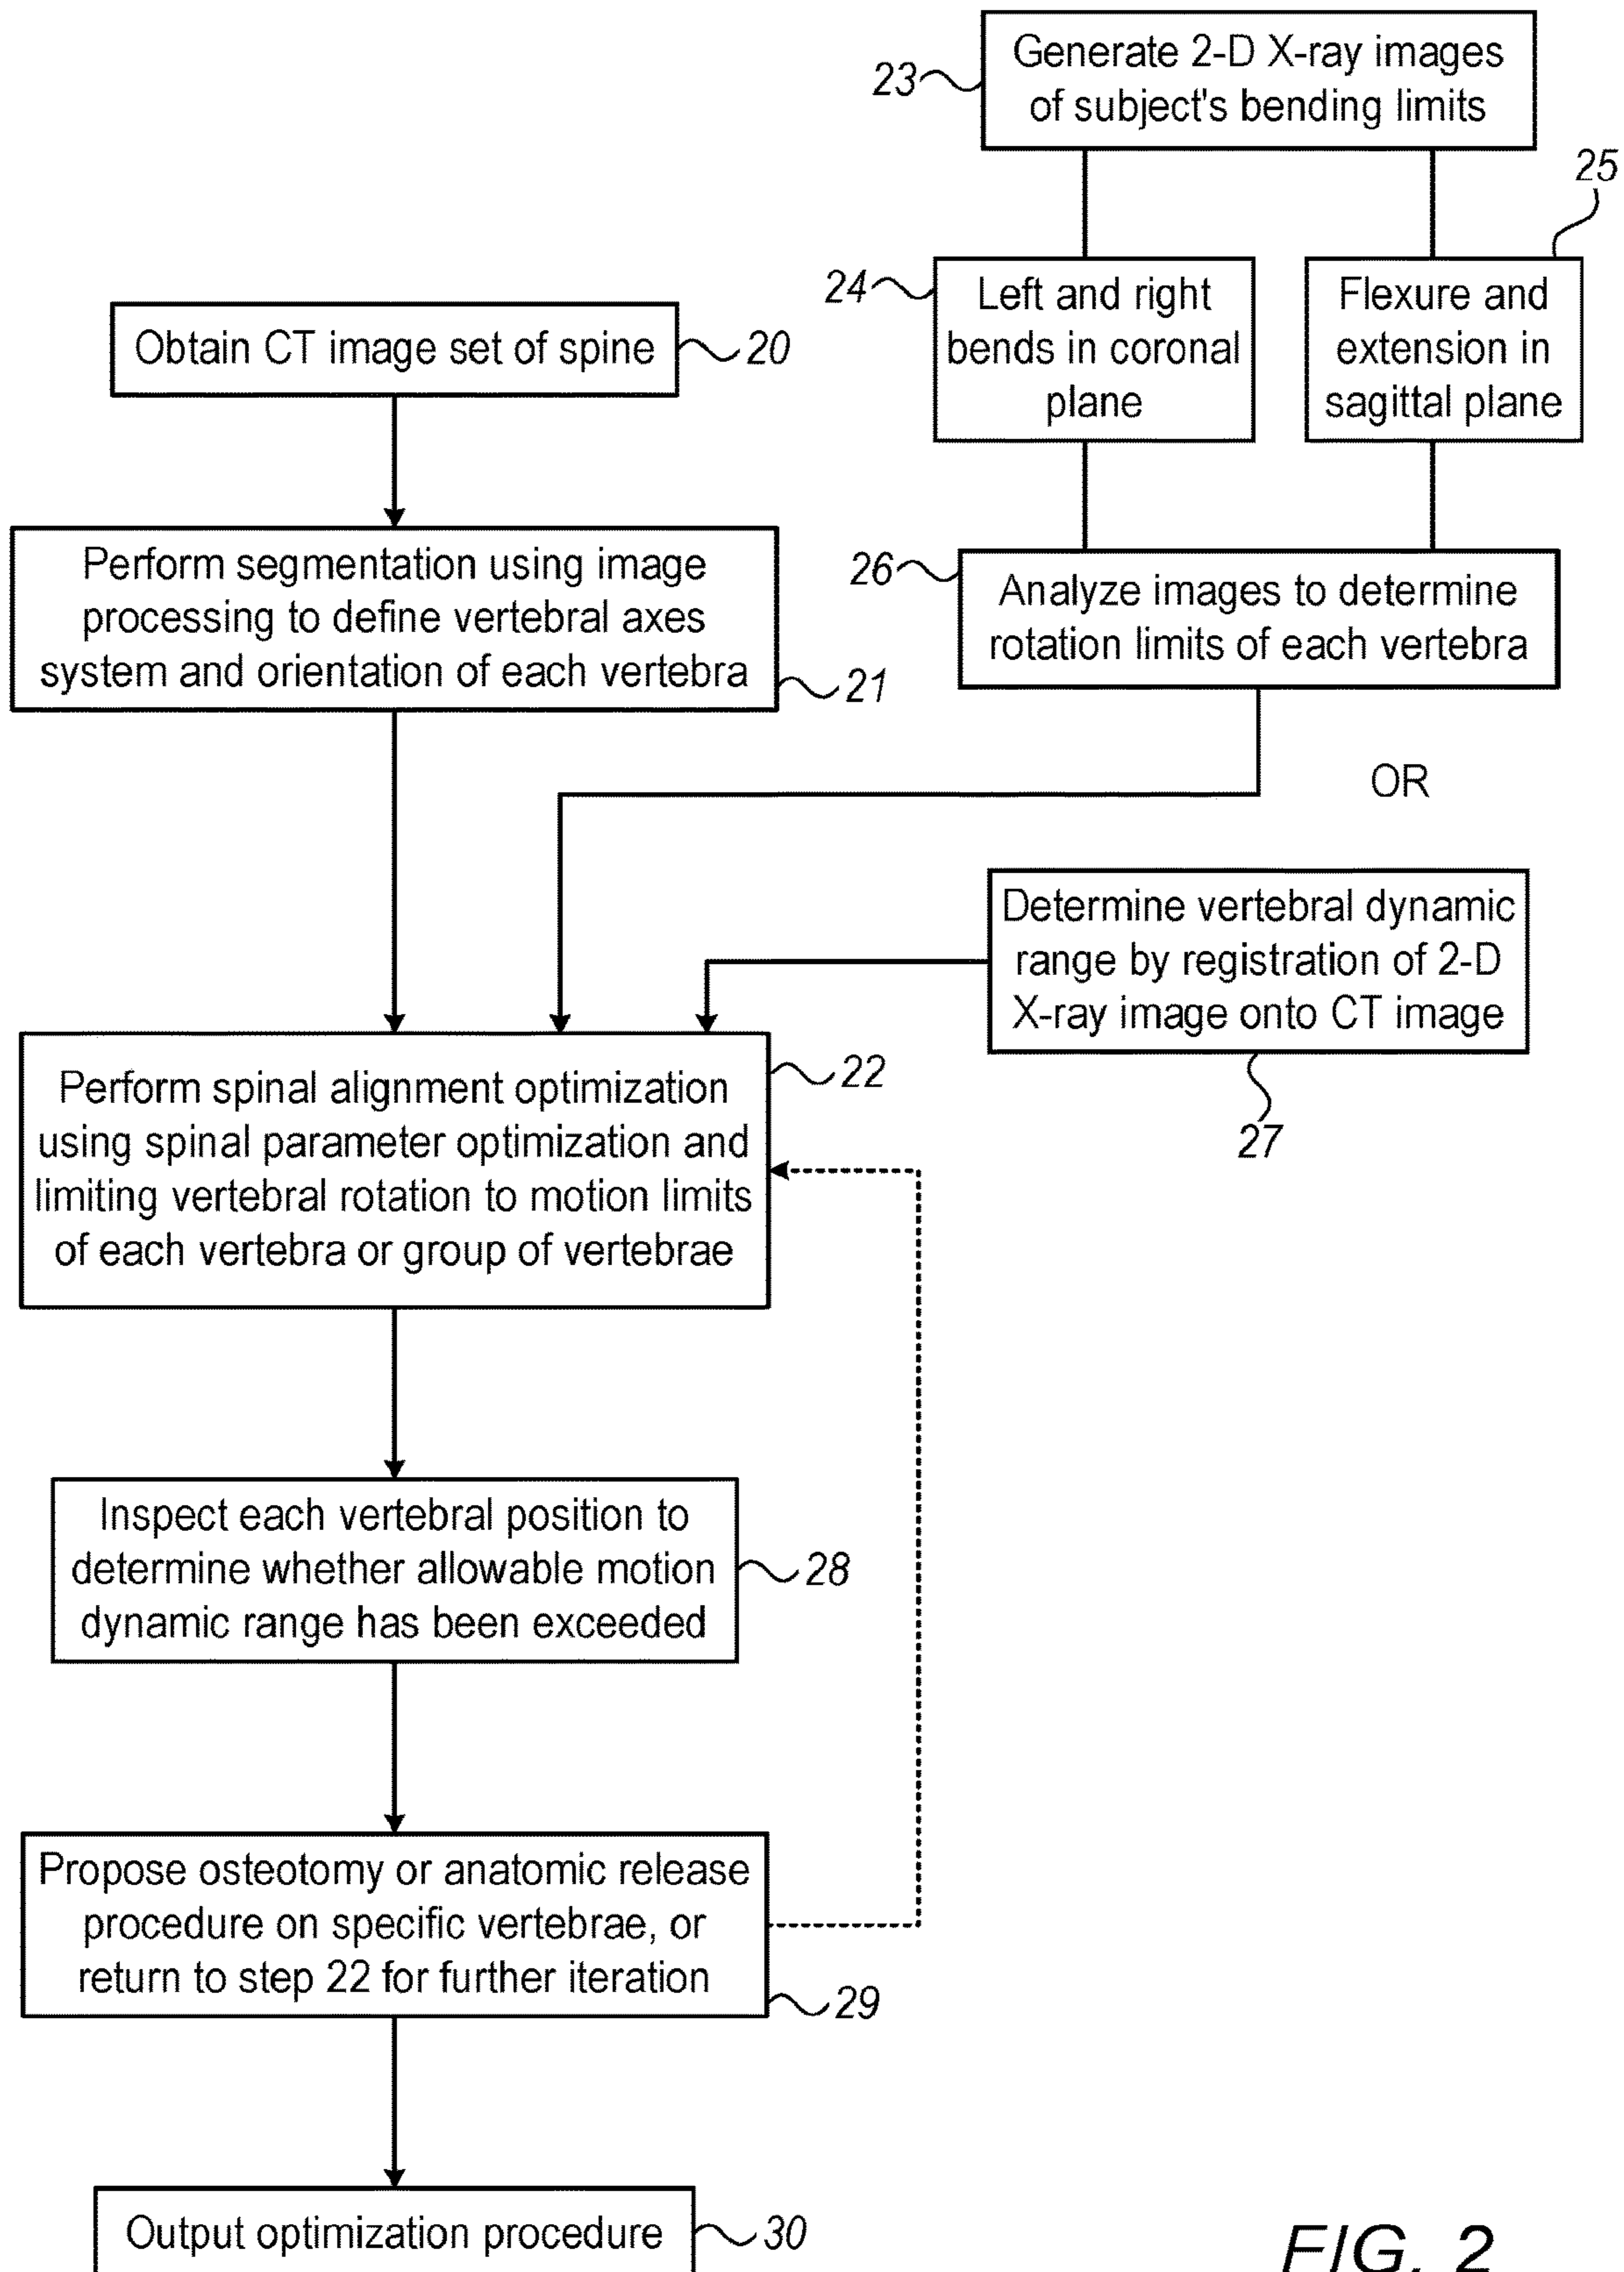 23
Generate 2-D X-ray images
of subject's bending limits
25
24
Left and right
bends in coronal
plane
Flexure and
extension in
sagittal plane
Obtain CT image set of spine
20
Perform segmentation using image
processing to define vertebral axes
system and orientation of each vertebra
21
26
Analyze images to determine
rotation limits of each vertebra
OR
Determine vertebral dynamic
range by registration of 2-D
X-ray image onto CT image
27
Perform spinal alignment optimization
using spinal parameter optimization and
limiting vertebral rotation to motion limits
of each vertebra or group of vertebrae
22
Inspect each vertebral position to
determine whether allowable motion
dynamic range has been exceeded
28
Propose osteotomy or anatomic release
procedure on specific vertebrae, or
return to step 22 for further iteration
29
Output optimization procedure
30
FIG. 2